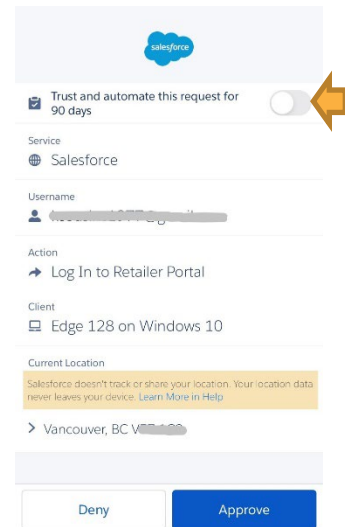 salesforce
Trust and automate this request for
90 days
Service
Salesforce
Username
Action
Log In to Retailer Portal
Client
Edge 128 on Windows 10
Current Location
Salesforce doesn't track or share your location. Your location data
never leaves your device. Learn More in Help
Vancouver, BC
Deny
Approve